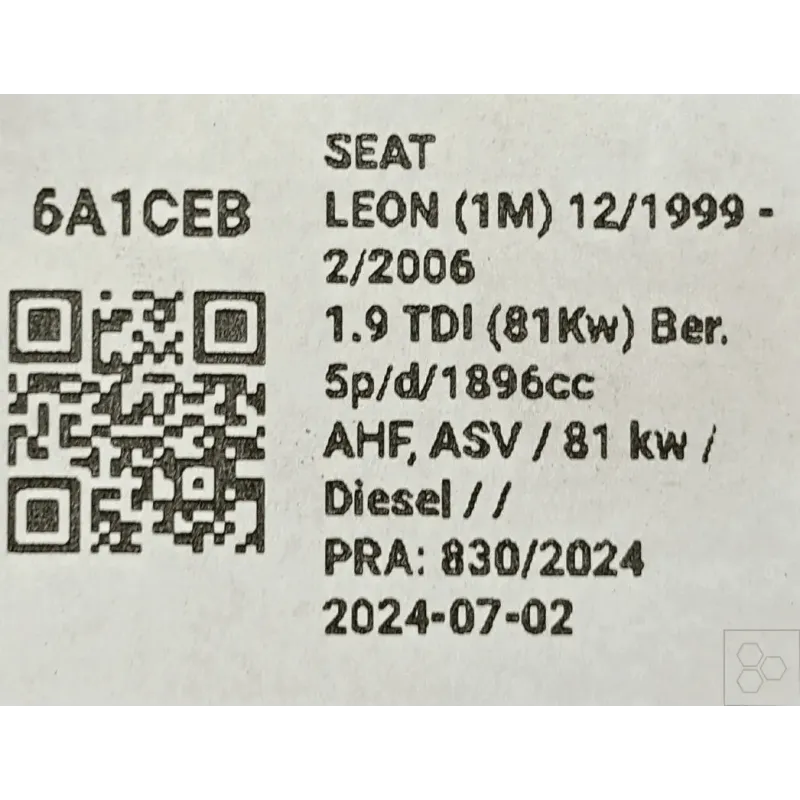 6A1CEB
SEAT
LEON (1M) 12/1999 -
2/2006
1.9 TDI (81Kw) Ber.
5p/d/1896cc
AHF, ASV / 81 kw /
Diesel / /
PRA: 830/2024
2024-07-02